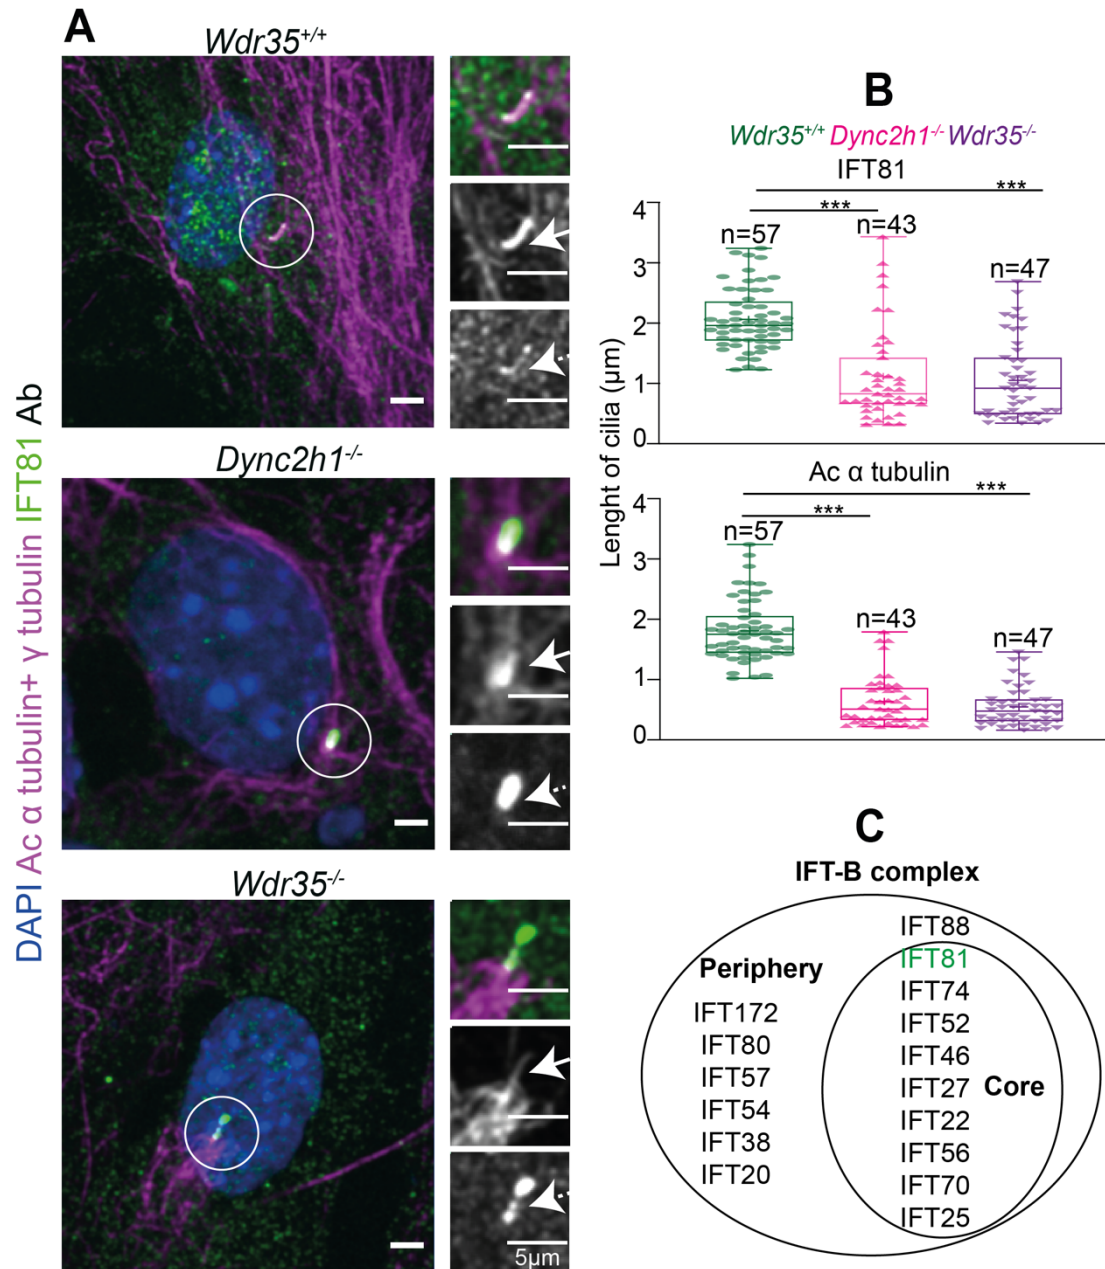 A
Wdr35+/+
DAPI Ac α tubulin+ γ tubulin IFT81 Ab
Dync2h1-/-
Wdr35-/-
5μm
B
Wdr35+/+ Dync2h1-/- Wdr35-/-
IFT81
***
***
n=57
n=43
n=47
4
3
2
1
0
Lenght of cilia (μm)
Ac α tubulin
***
***
n=57
n=43
n=47
4
3
2
1
0
C
IFT-B complex
Periphery
IFT172
IFT80
IFT57
IFT54
IFT38
IFT20
IFT88
IFT81
IFT74
IFT52
IFT46
IFT27
Core
IFT22
IFT56
IFT70
IFT25